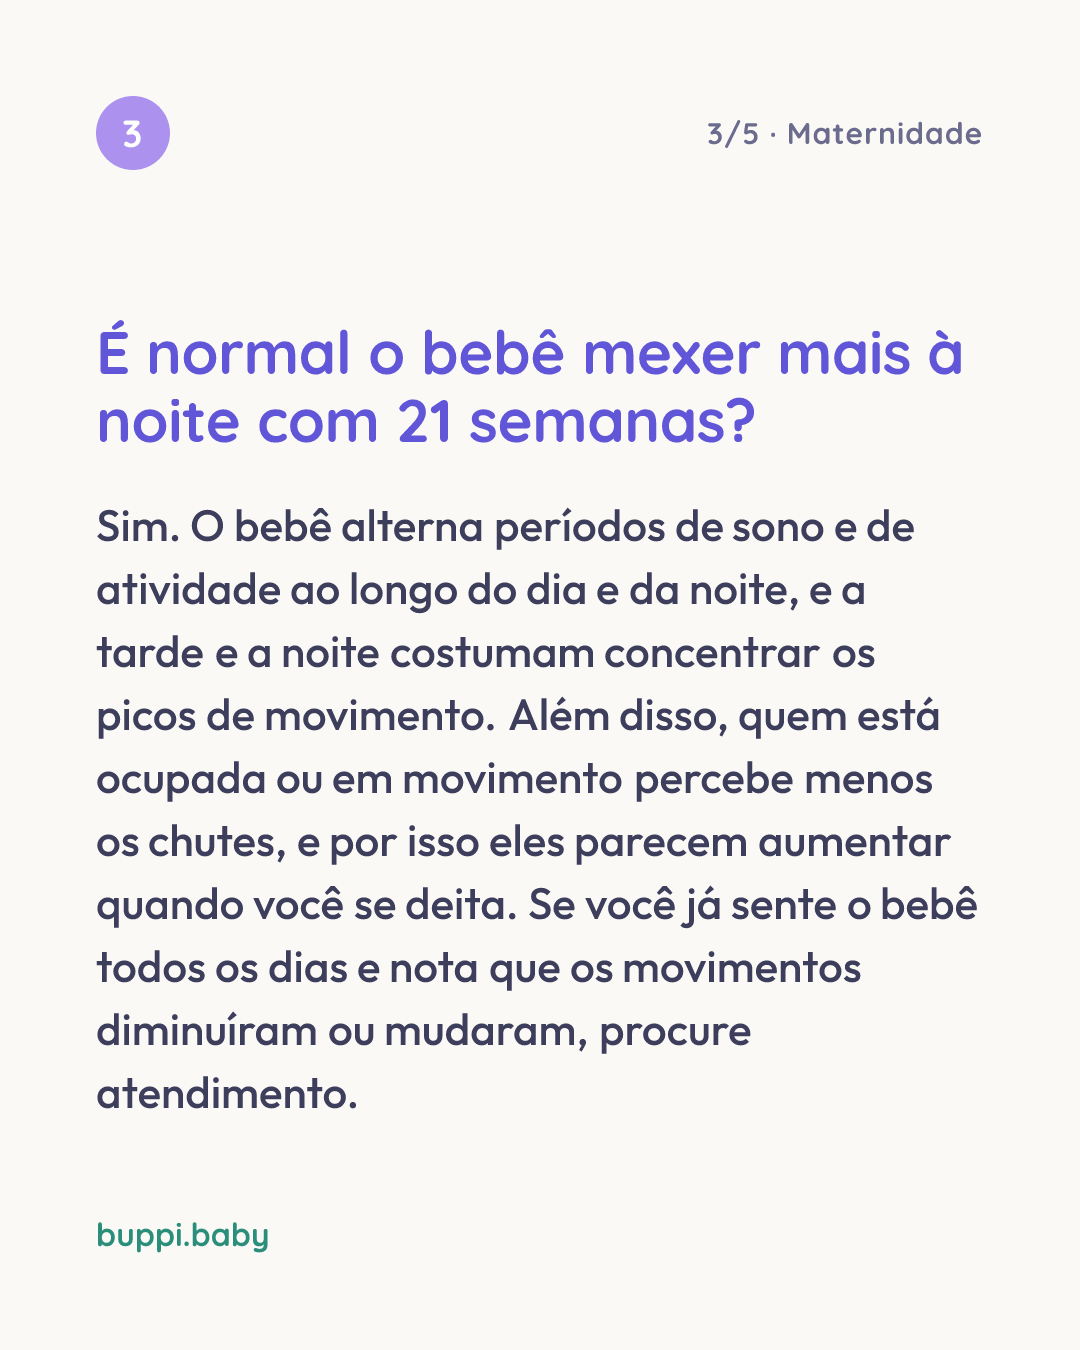 3
3/5 · Maternidade
É normal o bebê mexer mais à
noite com 21 semanas?
Sim. O bebê alterna períodos de sono e de
atividade ao longo do dia e da noite, e a
tarde e a noite costumam concentrar os
picos de movimento. Além disso, quem está
ocupada ou em movimento percebe menos
os chutes, e por isso eles parecem aumentar
quando você se deita. Se você já sente o bebê
todos os dias e nota que os movimentos
diminuíram ou mudaram, procure
atendimento.
buppi.baby